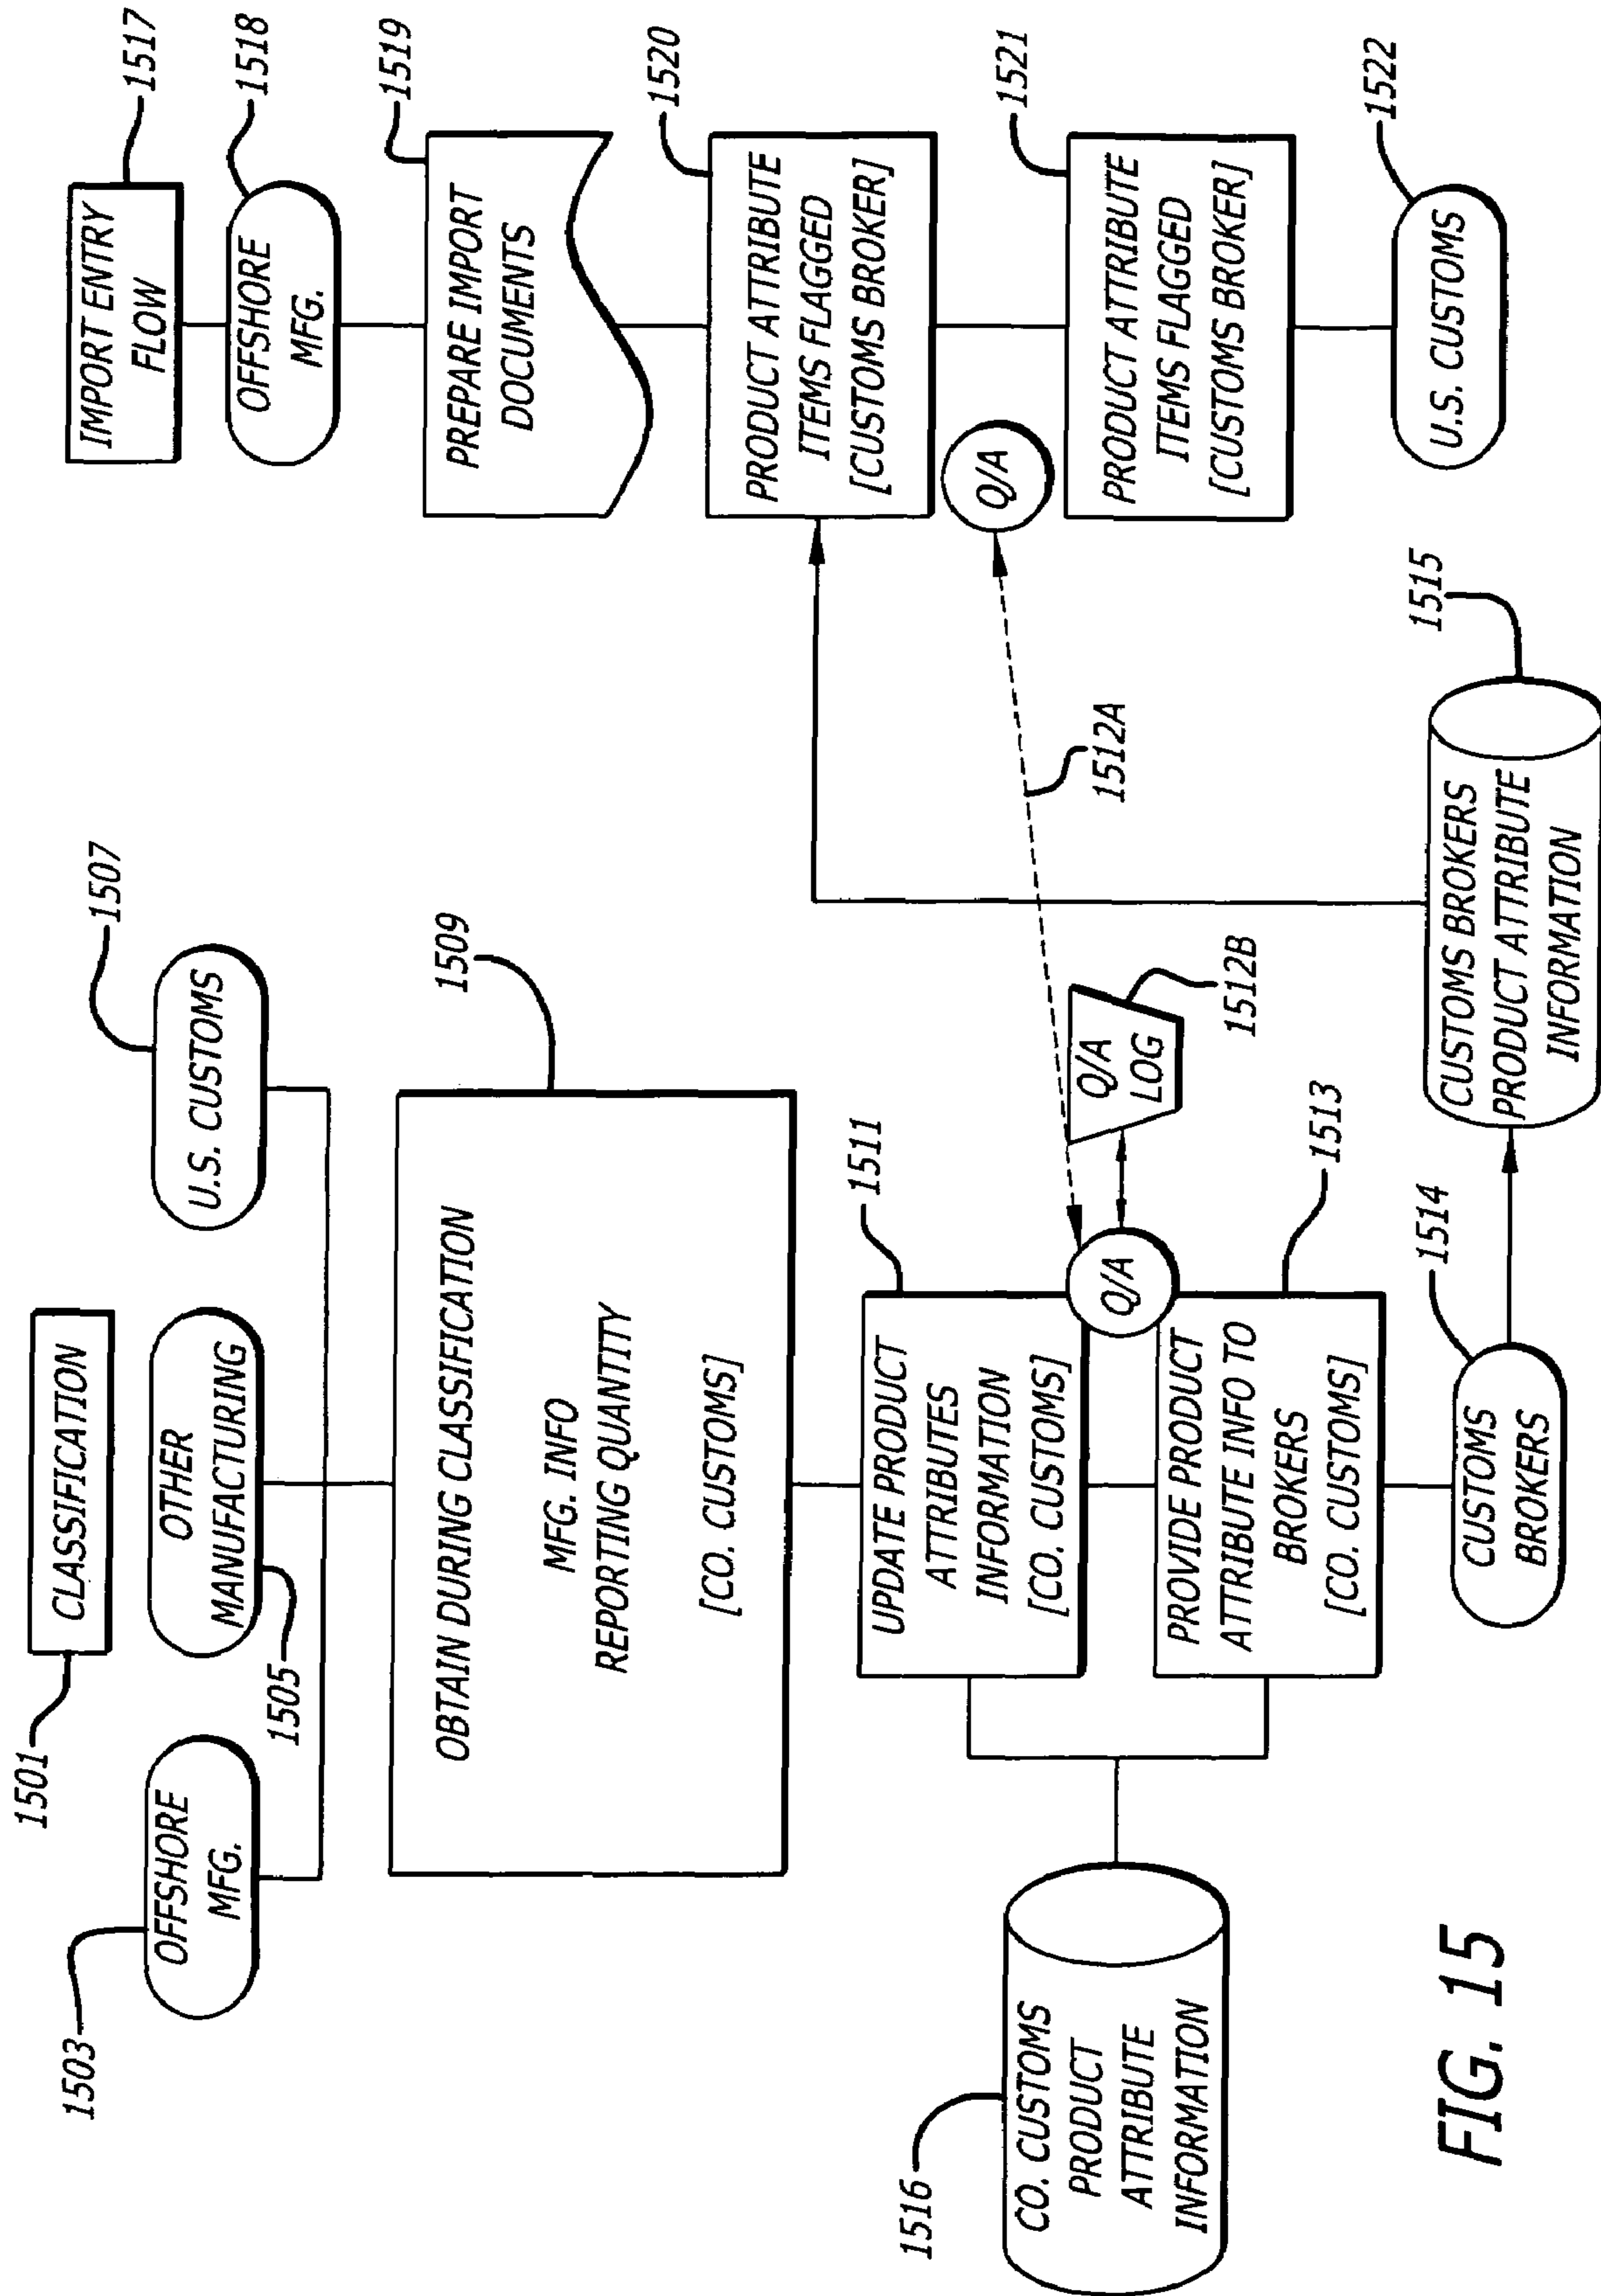 1501
CLASSIFICATION
1503
OFFSHORE
MFG.
OTHER
MANUFACTURING
1505
U.S. CUSTOMS
1507
OBTAIN DURING CLASSIFICATION
MFG. INFO
REPORTING QUANTITY
[CO. CUSTOMS]
1509
UPDATE PRODUCT
ATTRIBUTES
INFORMATION
[CO. CUSTOMS]
1511
Q/A
Q/A
LOG
1512B
1512A
PROVIDE PRODUCT
ATTRIBUTE INFO TO
BROKERS
[CO. CUSTOMS]
1513
1516
CO. CUSTOMS
PRODUCT
ATTRIBUTE
INFORMATION
CUSTOMS
BROKERS
1514
CUSTOMS BROKERS
PRODUCT ATTRIBUTE
INFORMATION
1515
IMPORT ENTRY
FLOW
1517
OFFSHORE
MFG.
1518
PREPARE IMPORT
DOCUMENTS
1519
PRODUCT ATTRIBUTE
ITEMS FLAGGED
[CUSTOMS BROKER]
1520
Q/A
PRODUCT ATTRIBUTE
ITEMS FLAGGED
[CUSTOMS BROKER]
1521
U.S. CUSTOMS
1522
FIG. 15